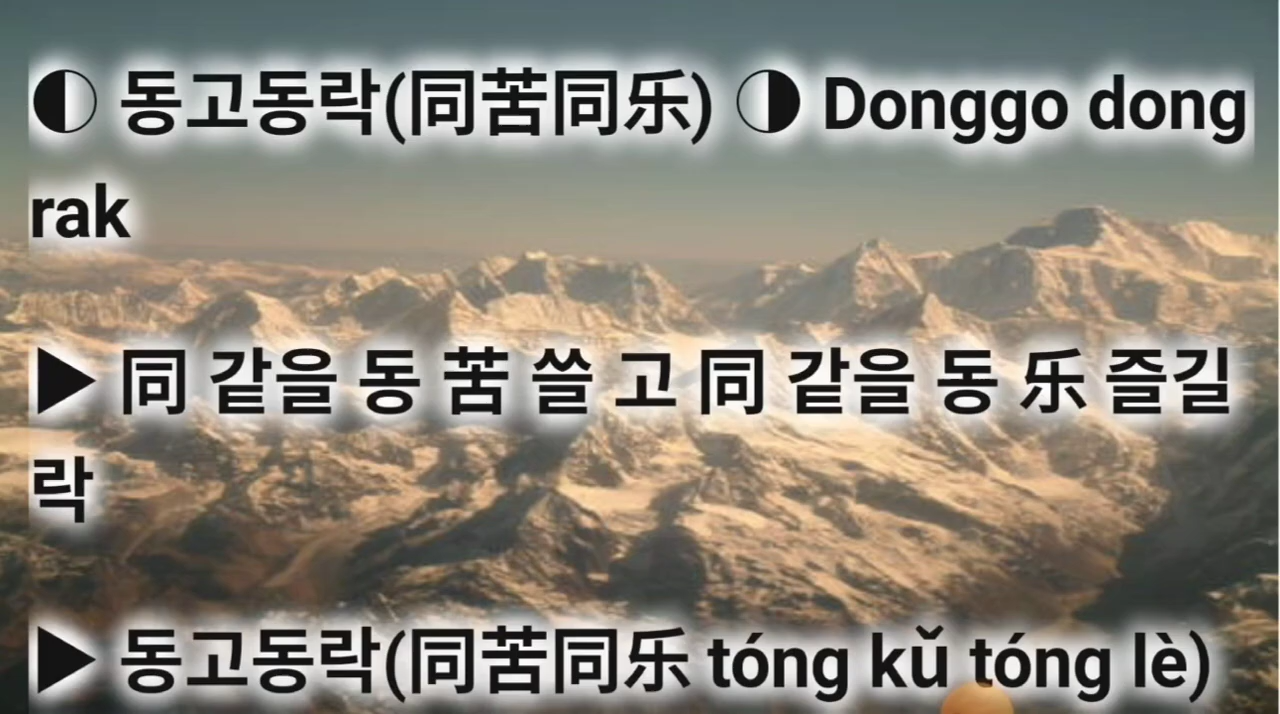 ◐ 동고동락(同苦同乐) ◑ Donggo dong
rak
▶ 同 같을 동 苦 쓸 고 同 같을 동 乐 즐길
락
▶ 동고동락(同苦同乐 tóng kǔ tóng lè)